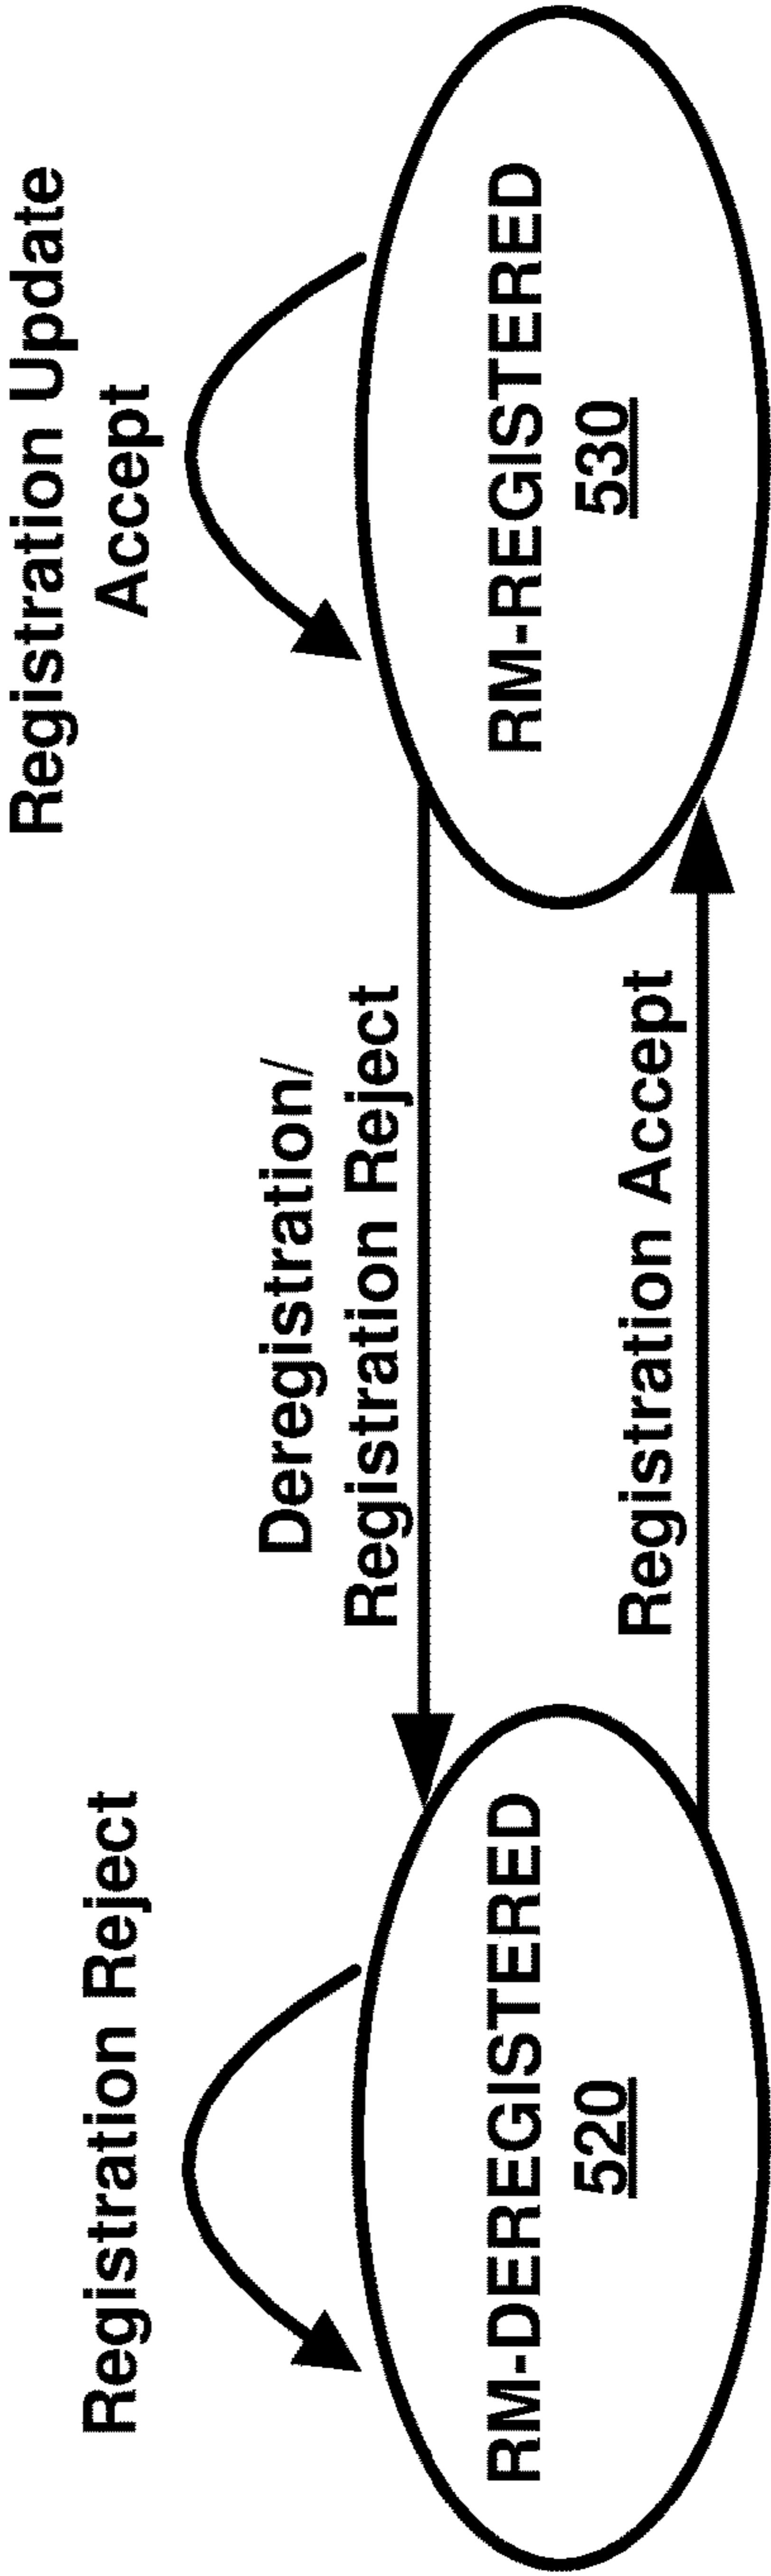 Registration Reject
Registration Update
Accept
Deregistration/
Registration Reject
RM-DEREGISTERED
520
RM-REGISTERED
530
Registration Accept